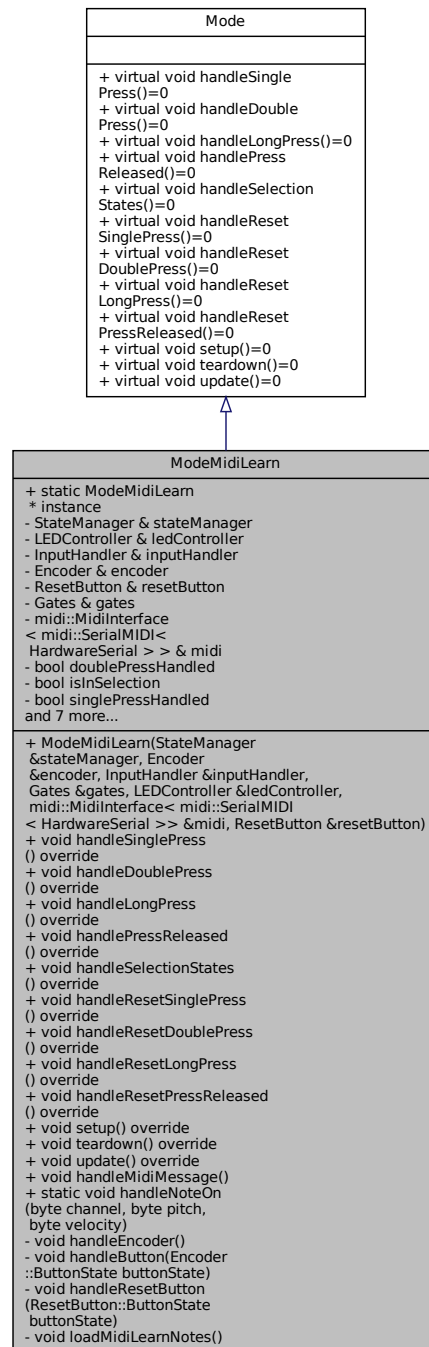 Mode
+ virtual void handleSingle
Press()=0
+ virtual void handleDouble
Press()=0
+ virtual void handleLongPress()=0
+ virtual void handlePress
Released()=0
+ virtual void handleSelection
States()=0
+ virtual void handleReset
SinglePress()=0
+ virtual void handleReset
DoublePress()=0
+ virtual void handleReset
LongPress()=0
+ virtual void handleReset
PressReleased()=0
+ virtual void setup()=0
+ virtual void teardown()=0
+ virtual void update()=0
ModeMidiLearn
+ static ModeMidiLearn
* instance
- StateManager & stateManager
- LEDController & ledController
- InputHandler & inputHandler
- Encoder & encoder
- ResetButton & resetButton
- Gates & gates
- midi::MidiInterface
< midi::SerialMIDI<
HardwareSerial > > & midi
- bool doublePressHandled
- bool isInSelection
- bool singlePressHandled
and 7 more...
+ ModeMidiLearn(StateManager
&stateManager, Encoder
&encoder, InputHandler &inputHandler,
Gates &gates, LEDController &ledController,
midi::MidiInterface< midi::SerialMIDI
< HardwareSerial >> &midi, ResetButton &resetButton)
+ void handleSinglePress
() override
+ void handleDoublePress
() override
+ void handleLongPress
() override
+ void handlePressReleased
() override
+ void handleSelectionStates
() override
+ void handleResetSinglePress
() override
+ void handleResetDoublePress
() override
+ void handleResetLongPress
() override
+ void handleResetPressReleased
() override
+ void setup() override
+ void teardown() override
+ void update() override
+ void handleMidiMessage()
+ static void handleNoteOn
(byte channel, byte pitch,
byte velocity)
- void handleEncoder()
- void handleButton(Encoder
::ButtonState buttonState)
- void handleResetButton
(ResetButton::ButtonState
buttonState)
- void loadMidiLearnNotes()